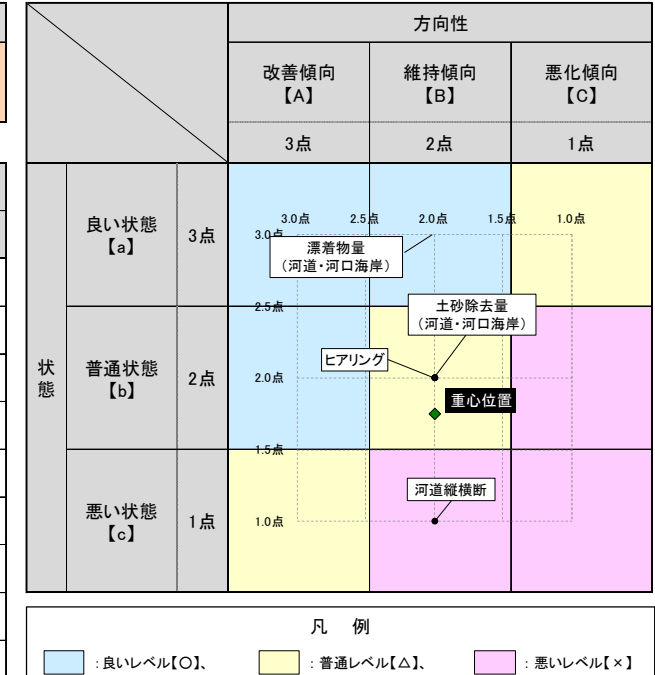 方向性
改善傾向
【A】
維持傾向
【B】
悪化傾向
【C】
3点
2点
1点
状態
良い状態
【a】
3点
普通状態
【b】
2点
悪い状態
【c】
1点
3.0点
2.5点
2.0点
1.5点
1.0点
3.0点
漂着物量
(河道・河口海岸)
2.5点
土砂除去量
(河道・河口海岸)
ヒアリング
2.0点
重心位置
1.5点
河道縦横断
1.0点
凡 例
:良いレベル【○】、 :普通レベル【△】、 :悪いレベル【×】